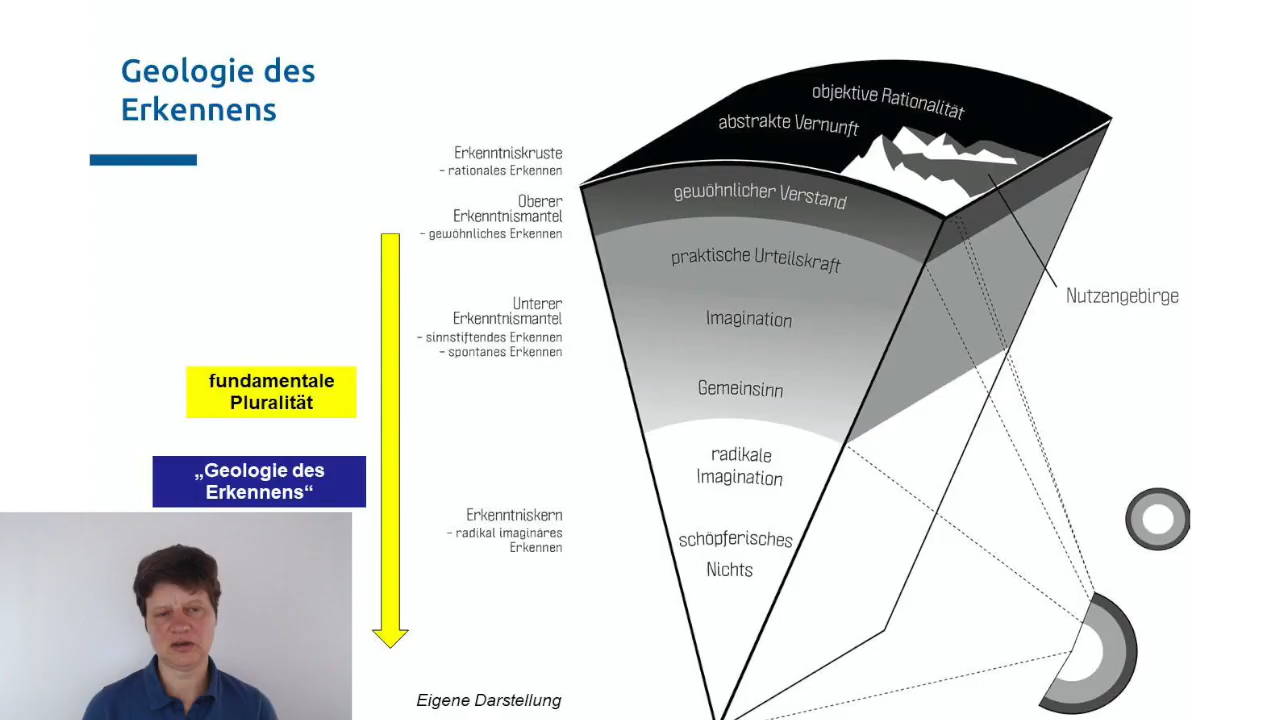 Geologie des
Erkennens
Erkenntniskruste
– rationales Erkennen
Oberer
Erkenntnismantel
– gewöhnliches Erkennen
Unterer
Erkenntnismantel
– sinnstiftendes Erkennen
– spontanes Erkennen
Erkenntniskern
– radikal imaginäres
Erkennen
objektive Rationalität
abstrakte Vernunft
gewöhnlicher Verstand
praktische Urteilskraft
Imagination
Gemeinsinn
radikale
Imagination
schöpferisches
Nichts
Nutzengebirge
fundamentale
Pluralität
„Geologie des
Erkennens“
Eigene Darstellung